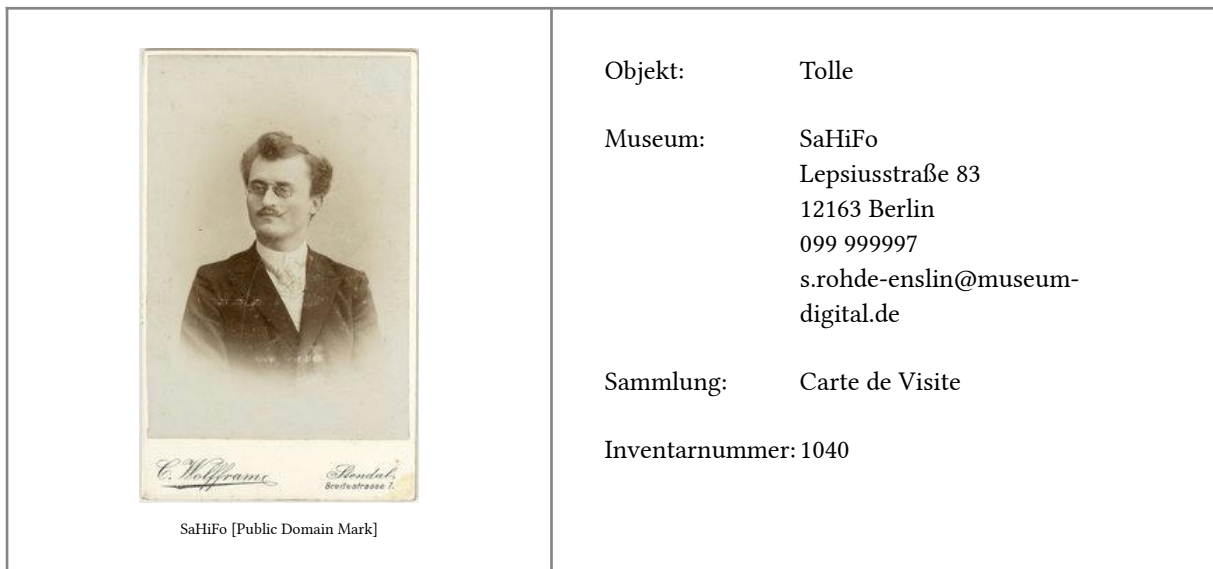 C. Wolffram
Stendal.
Breitestrasse 7.
SaHiFo [Public Domain Mark]
Objekt: Tolle
Museum: SaHiFo
Lepsiusstraße 83
12163 Berlin
099 999997
s.rohde-enslin@museum-
digital.de
Sammlung: Carte de Visite
Inventarnummer: 1040